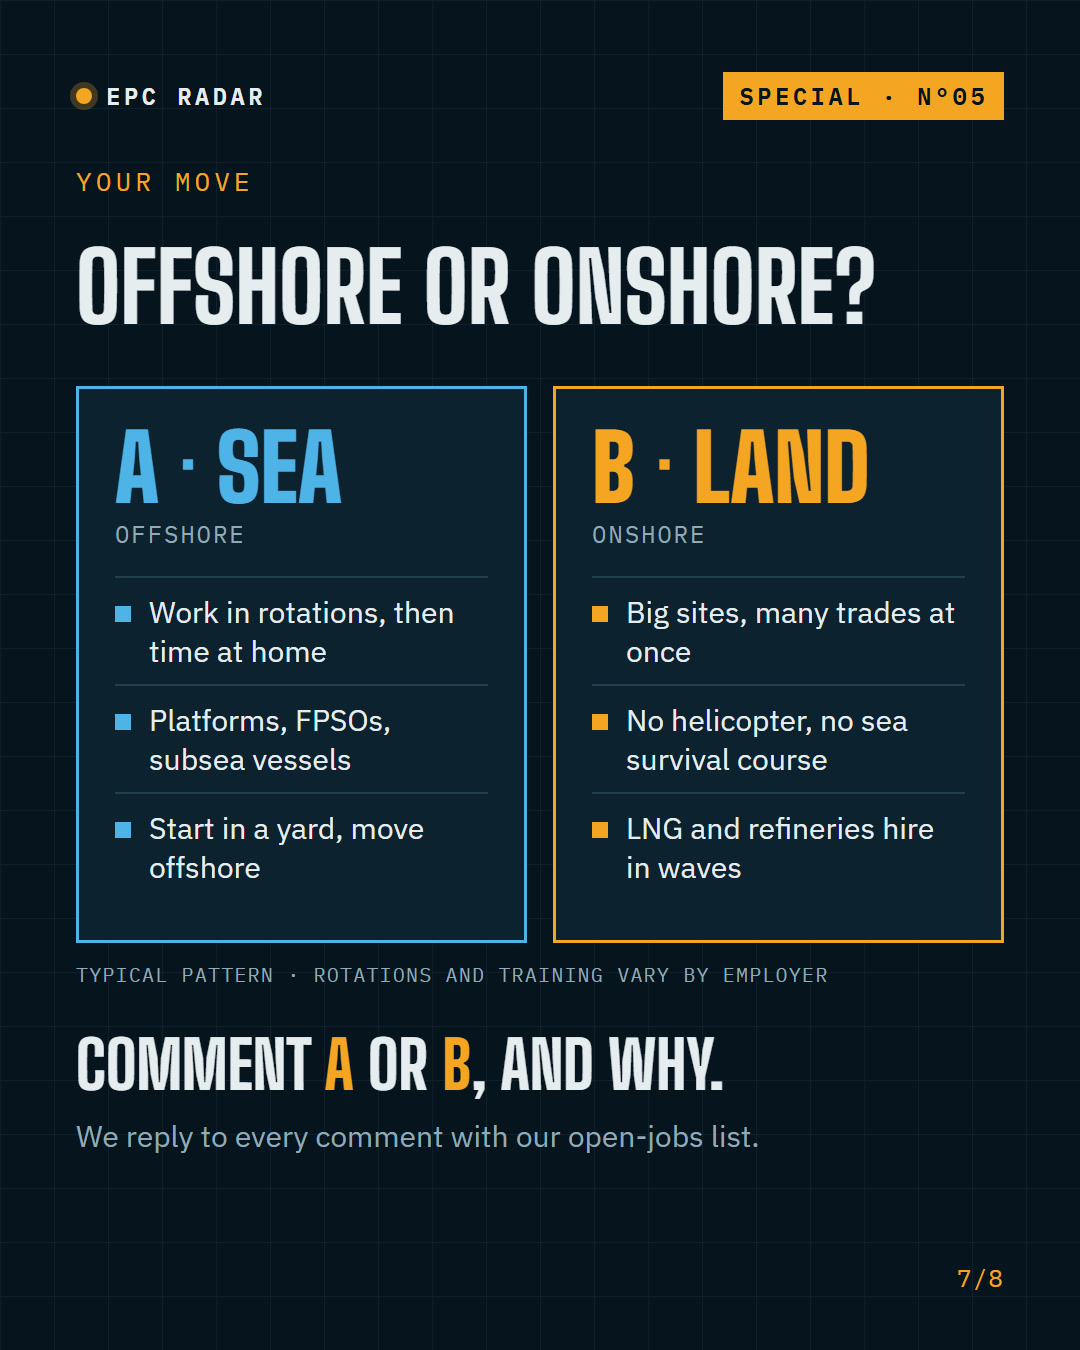 EPC RADAR
SPECIAL · N°05
YOUR MOVE
OFFSHORE OR ONSHORE?
A · SEA
OFFSHORE
Work in rotations, then
time at home
Platforms, FPSOs,
subsea vessels
Start in a yard, move
offshore
B · LAND
ONSHORE
Big sites, many trades at
once
No helicopter, no sea
survival course
LNG and refineries hire
in waves
TYPICAL PATTERN · ROTATIONS AND TRAINING VARY BY EMPLOYER
COMMENT A OR B, AND WHY.
We reply to every comment with our open-jobs list.
7/8